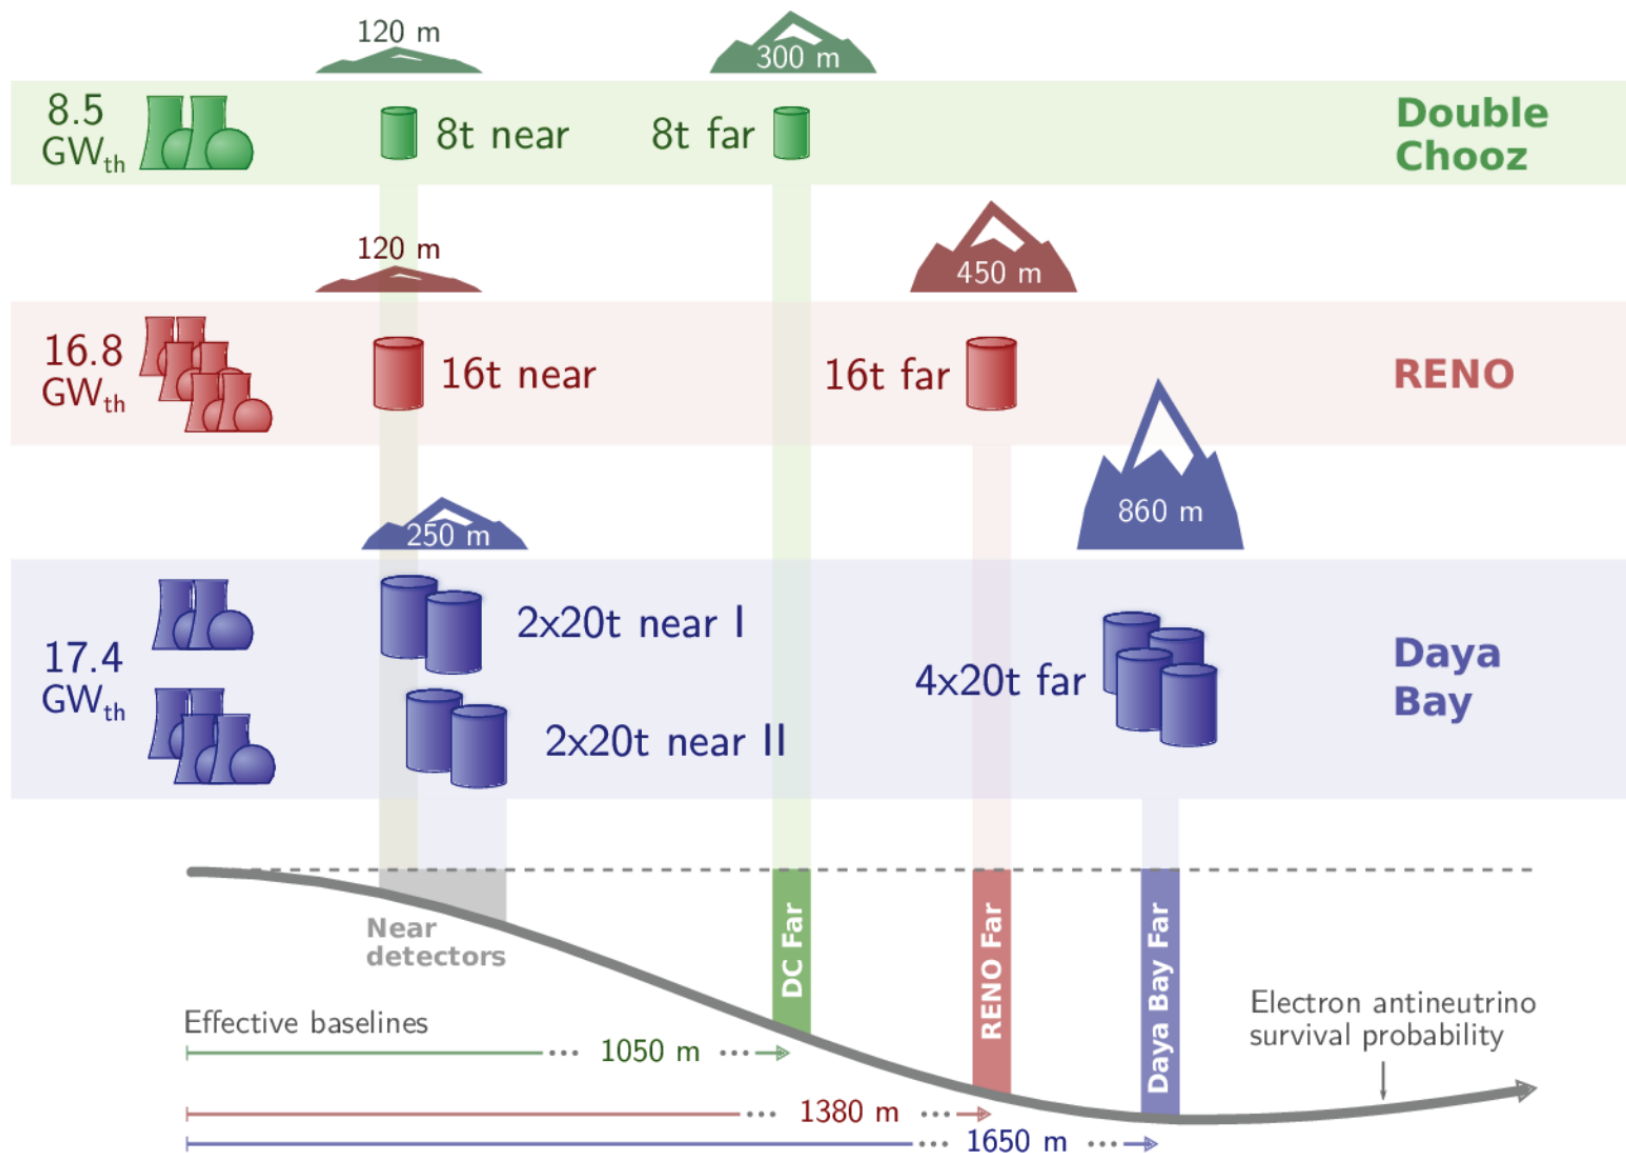 120 m
300 m
8.5
GWth
8t near
8t far
Double
Chooz
120 m
450 m
16.8
GWth
16t near
16t far
RENO
250 m
860 m
17.4
GWth
2x20t near I
2x20t near II
4x20t far
Daya
Bay
Near
detectors
DC Far
RENO Far
Daya Bay Far
Electron antineutrino
survival probability
Effective baselines
1050 m
1380 m
1650 m